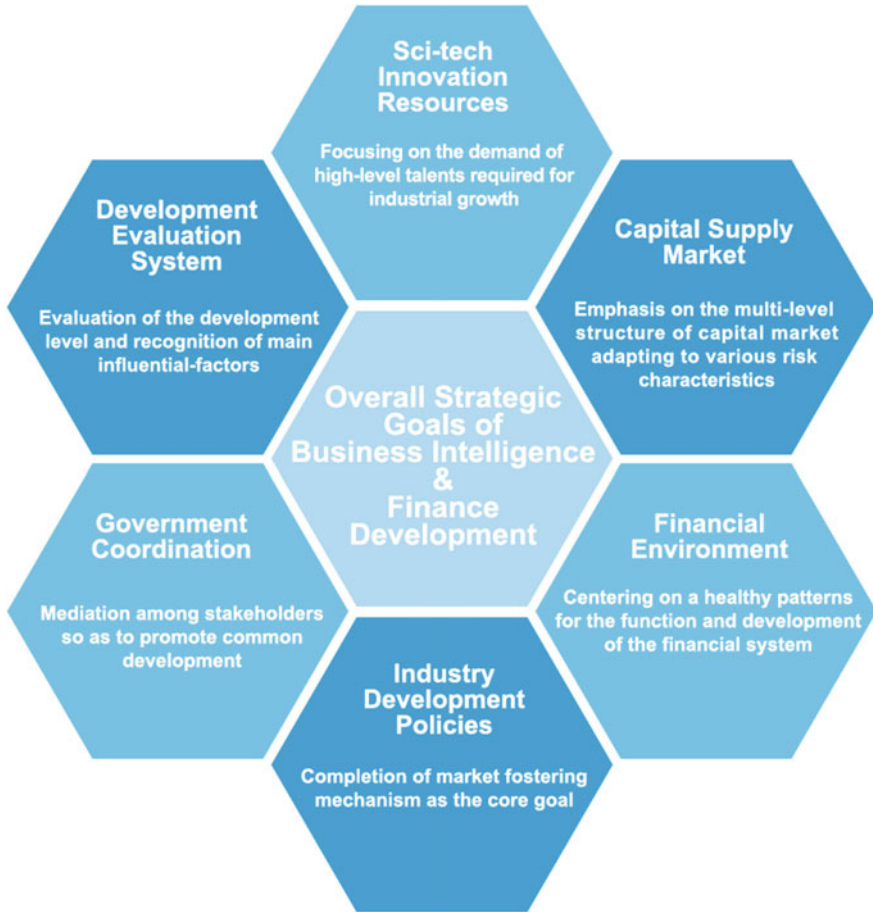 Sci-tech
Innovation
Resources
Focusing on the demand of
high-level talents required for
industrial growth
Development
Evaluation
System
Evaluation of the development
level and recognition of main
influential-factors
Capital Supply
Market
Emphasis on the multi-level
structure of capital market
adapting to various risk
characteristics
Overall Strategic
Goals of
Business Intelligence
&
Finance
Development
Government
Coordination
Mediation among stakeholders
so as to promote common
development
Financial
Environment
Centering on a healthy patterns
for the function and development
of the financial system
Industry
Development
Policies
Completion of market fostering
mechanism as the core goal